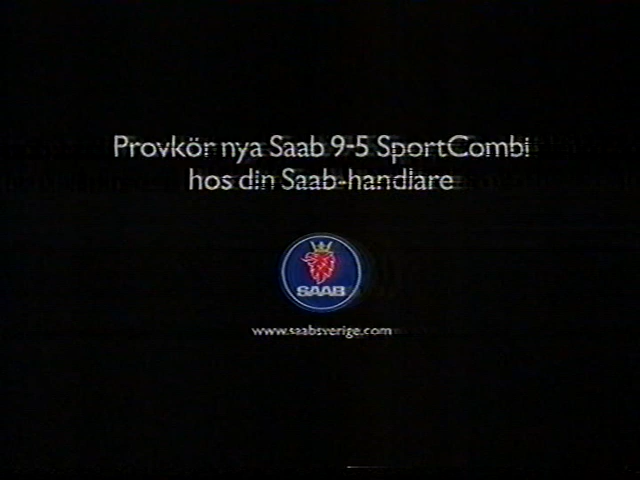 Provkör nya Saab 9-5 SportCombi
hos din Saab-handlare
SAAB
www.saabsverige.com